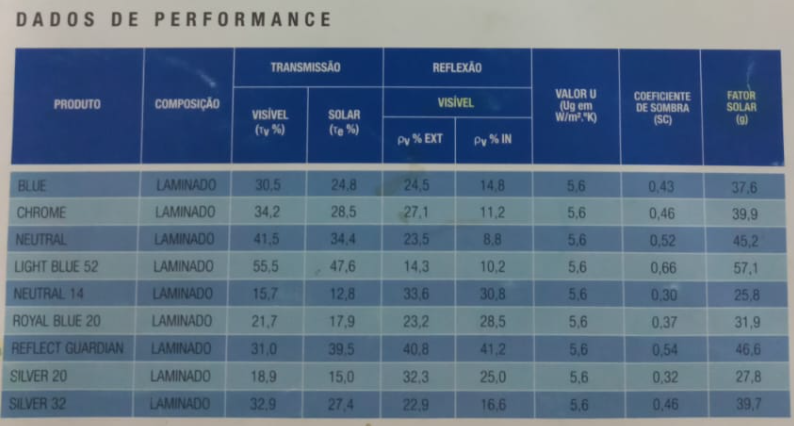 DADOS DE PERFORMANCE
TRANSMISSÃO REFLEXÃO
PRODUTO COMPOSIÇÃO VISÍVEL (τv %) SOLAR (τe %) VISÍVEL VALOR U (Ug em W/m².°K) COEFICIENTE DE SOMBRA (SC) FATOR SOLAR (g)
ρv % EXT ρv % IN
BLUE LAMINADO 30,5 24,8 24,5 14,8 5,6 0,43 37,6
CHROME LAMINADO 34,2 28,5 27,1 11,2 5,6 0,46 39,9
NEUTRAL LAMINADO 41,5 34,4 23,5 8,8 5,6 0,52 45,2
LIGHT BLUE 52 LAMINADO 55,5 47,6 14,3 10,2 5,6 0,66 57,1
NEUTRAL 14 LAMINADO 15,7 12,8 33,6 30,8 5,6 0,30 25,8
ROYAL BLUE 20 LAMINADO 21,7 17,9 23,2 28,5 5,6 0,37 31,9
REFLECT GUARDIAN LAMINADO 31,0 39,5 40,8 41,2 5,6 0,54 46,6
SILVER 20 LAMINADO 18,9 15,0 32,3 25,0 5,6 0,32 27,8
SILVER 32 LAMINADO 32,9 27,4 22,9 16,6 5,6 0,46 39,7